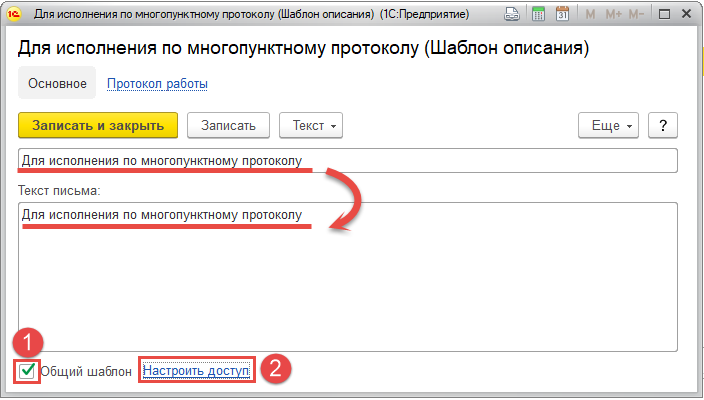 Для исполнения по многопунктному протоколу (Шаблон описания) (1С:Предприятие)
31 M M+ M-
Для исполнения по многопунктному протоколу (Шаблон описания)
Основное Протокол работы
Записать и закрыть Записать Текст Еще ?
Для исполнения по многопунктному протоколу
Текст письма:
Для исполнения по многопунктному протоколу
1
Общий шаблон Настроить доступ 2